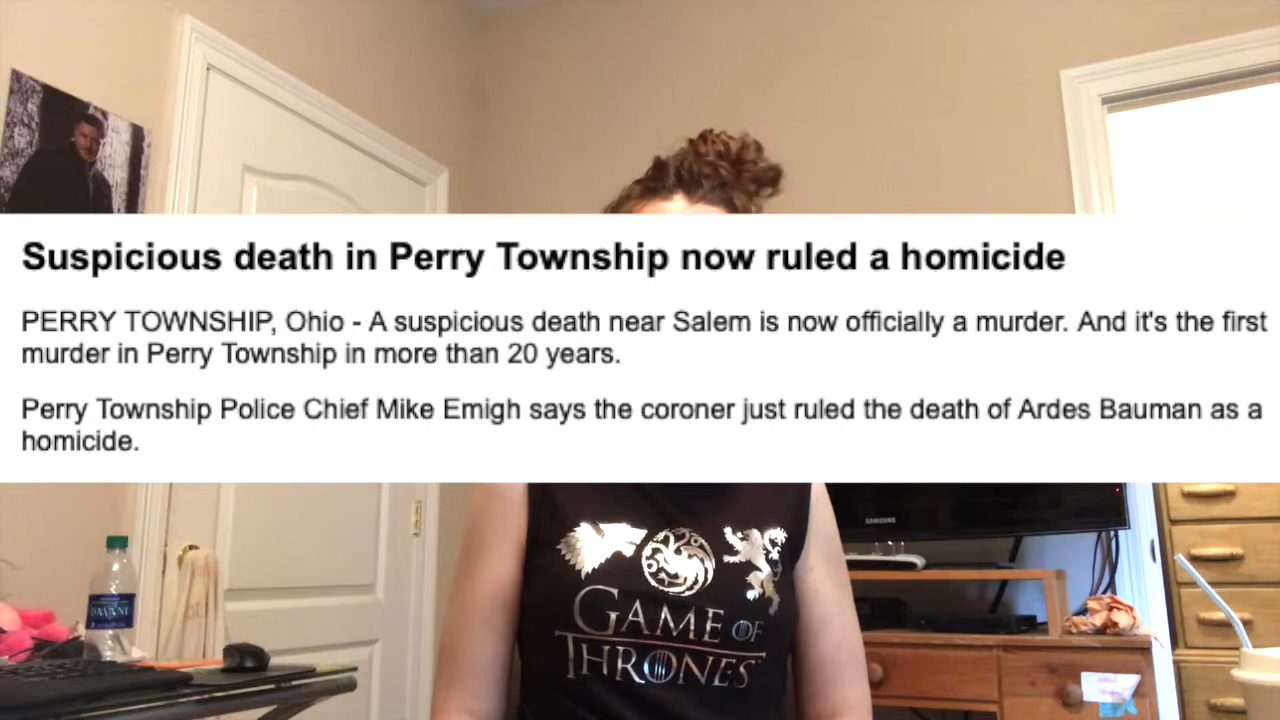 Suspicious death in Perry Township now ruled a homicide
PERRY TOWNSHIP, Ohio - A suspicious death near Salem is now officially a murder. And it's the first
murder in Perry Township in more than 20 years.
Perry Township Police Chief Mike Emigh says the coroner just ruled the death of Ardes Bauman as a
homicide.
SAMSUNG
DASANI
GAME OF
THRONES